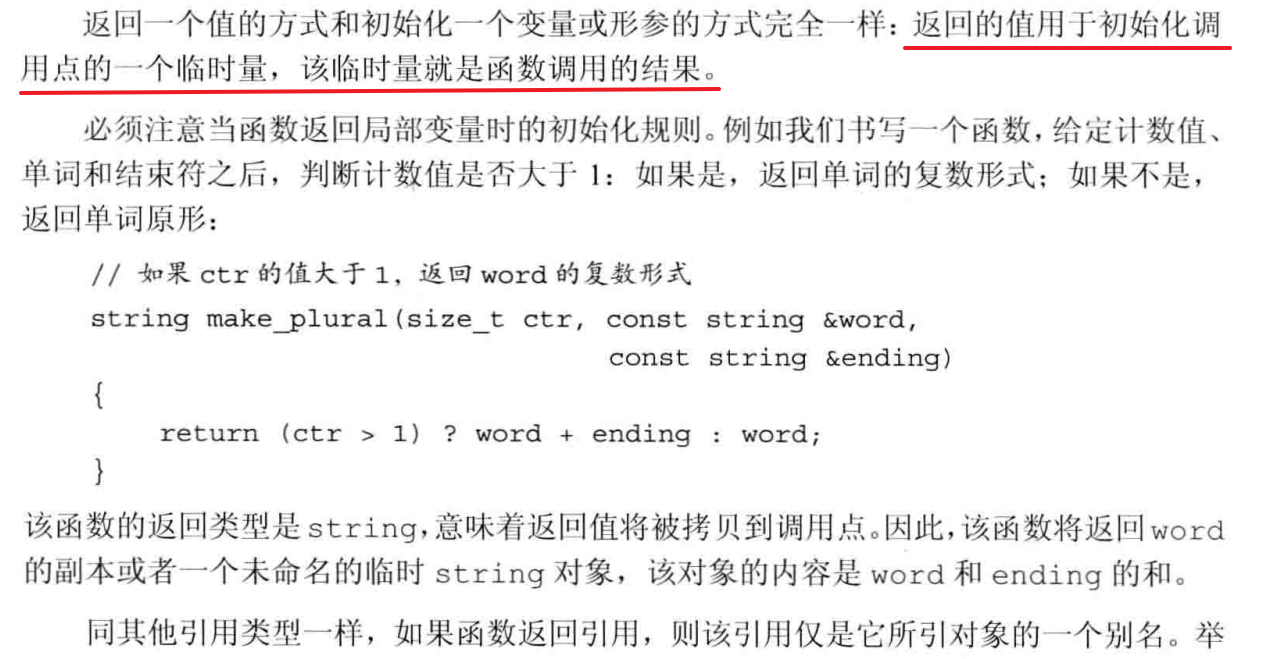 返回一个值的方式和初始化一个变量或形参的方式完全一样：返回的值用于初始化调
用点的一个临时量，该临时量就是函数调用的结果。
必须注意当函数返回局部变量时的初始化规则。例如我们书写一个函数，给定计数值、
单词和结束符之后，判断计数值是否大于 1：如果是，返回单词的复数形式；如果不是，
返回单词原形：
// 如果 ctr 的值大于 1，返回 word 的复数形式
string make_plural(size_t ctr, const string &word,
const string &ending)
{
return (ctr > 1) ? word + ending : word;
}
该函数的返回类型是 string，意味着返回值将被拷贝到调用点。因此，该函数将返回 word
的副本或者一个未命名的临时 string 对象，该对象的内容是 word 和 ending 的和。
同其他引用类型一样，如果函数返回引用，则该引用仅是它所引对象的一个别名。举